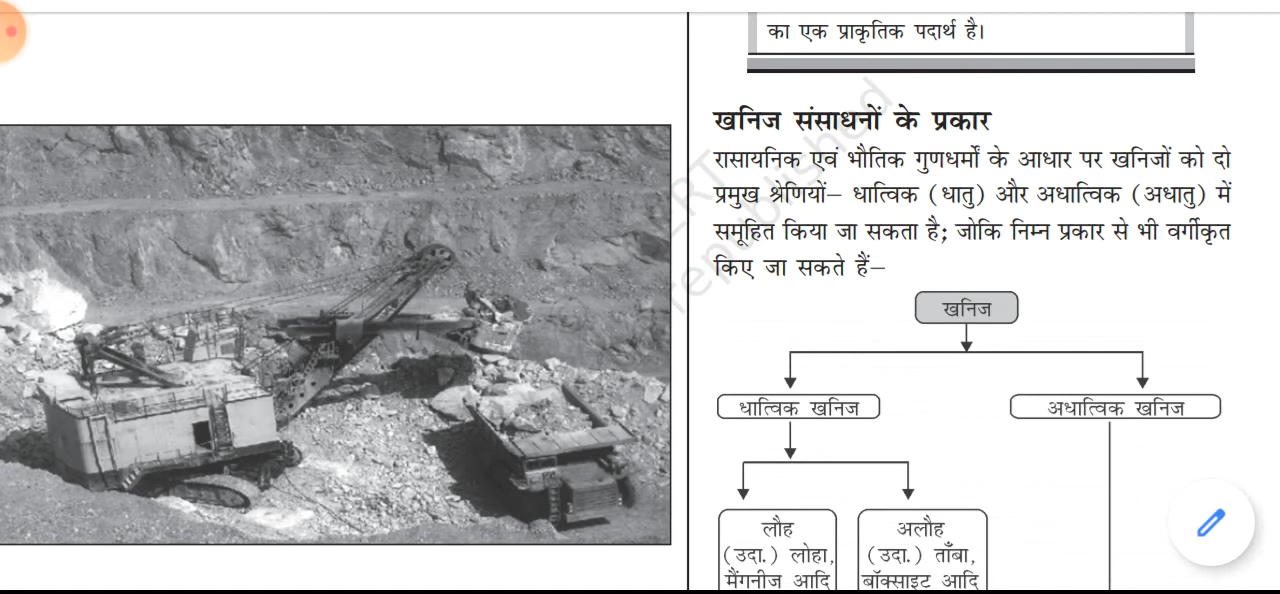 का एक प्राकृतिक पदार्थ है।
खनिज संसाधनों के प्रकार
रासायनिक एवं भौतिक गुणधर्मों के आधार पर खनिजों को दो
प्रमुख श्रेणियों– धात्विक (धातु) और अधात्विक (अधातु) में
समूहित किया जा सकता है; जोकि निम्न प्रकार से भी वर्गीकृत
किए जा सकते हैं–
खनिज
धात्विक खनिज
अधात्विक खनिज
लौह
(उदा.) लोहा,
मैंगनीज आदि
अलौह
(उदा.) ताँबा,
बॉक्साइट आदि
republished